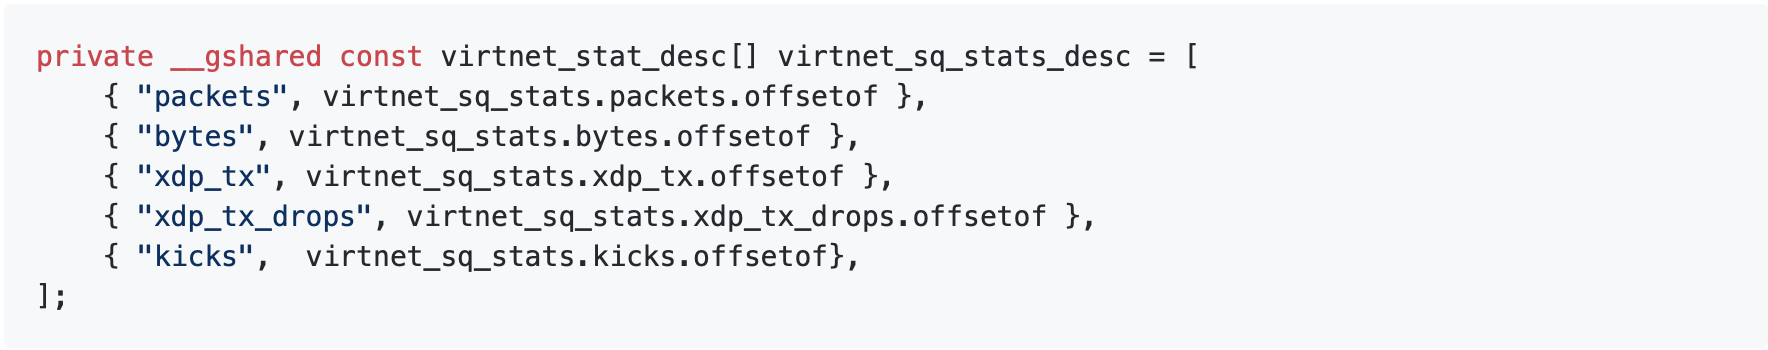 private __gshared const virtnet_stat_desc[] virtnet_sq_stats_desc = [
    { "packets", virtnet_sq_stats.packets.offsetof },
    { "bytes", virtnet_sq_stats.bytes.offsetof },
    { "xdp_tx", virtnet_sq_stats.xdp_tx.offsetof },
    { "xdp_tx_drops", virtnet_sq_stats.xdp_tx_drops.offsetof },
    { "kicks",  virtnet_sq_stats.kicks.offsetof},
];